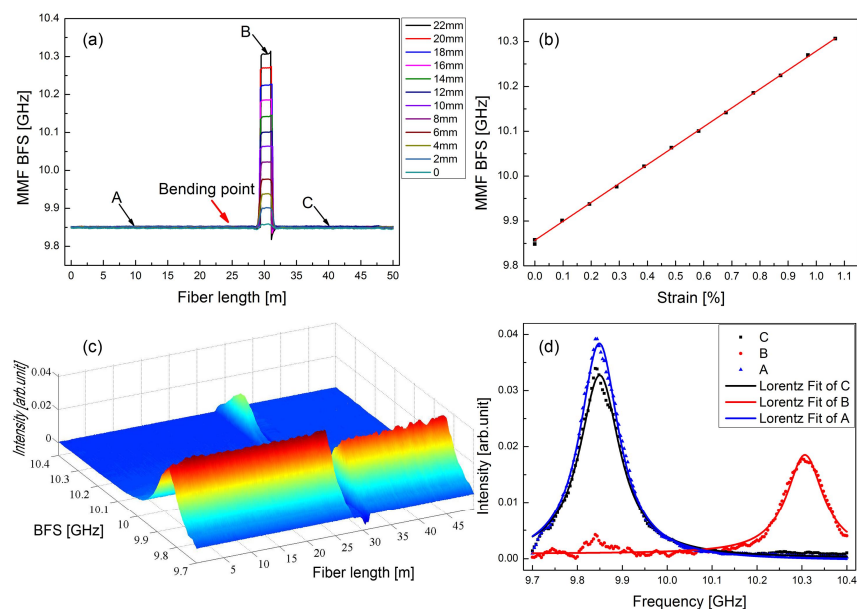 (a)
MMF BFS [GHz]
10.4
10.3
10.2
10.1
10.0
9.9
9.8
A
B
C
Bending point
0 5 10 15 20 25 30 35 40 45 50
Fiber length [m]
22mm
20mm
18mm
16mm
14mm
12mm
10mm
8mm
6mm
4mm
2mm
0
(b)
MMF BFS [GHz]
10.4
10.3
10.2
10.1
10.0
9.9
9.8
0.0 0.1 0.2 0.3 0.4 0.5 0.6 0.7 0.8 0.9 1.0 1.1
Strain [%]
(c)
Intensity [arb.unit]
0.04
0.02
0
10.4
10.3
10.2
10.1
10
9.9
9.8
9.7
BFS [GHz]
5 10 15 20 25 30 35 40 45
Fiber length [m]
(d)
Intensity [arb.unit]
0.04
0.03
0.02
0.01
0.00
C
B
A
Lorentz Fit of C
Lorentz Fit of B
Lorentz Fit of A
9.7 9.8 9.9 10.0 10.1 10.2 10.3 10.4
Frequency [GHz]